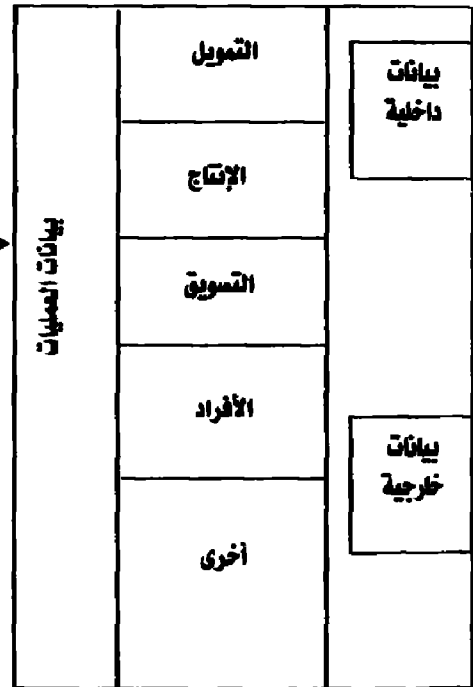 بيانات
داخلية
بيانات
خارجية
التمويل
الإنتاج
التسويق
الأفراد
أخرى
بيانات العمليات